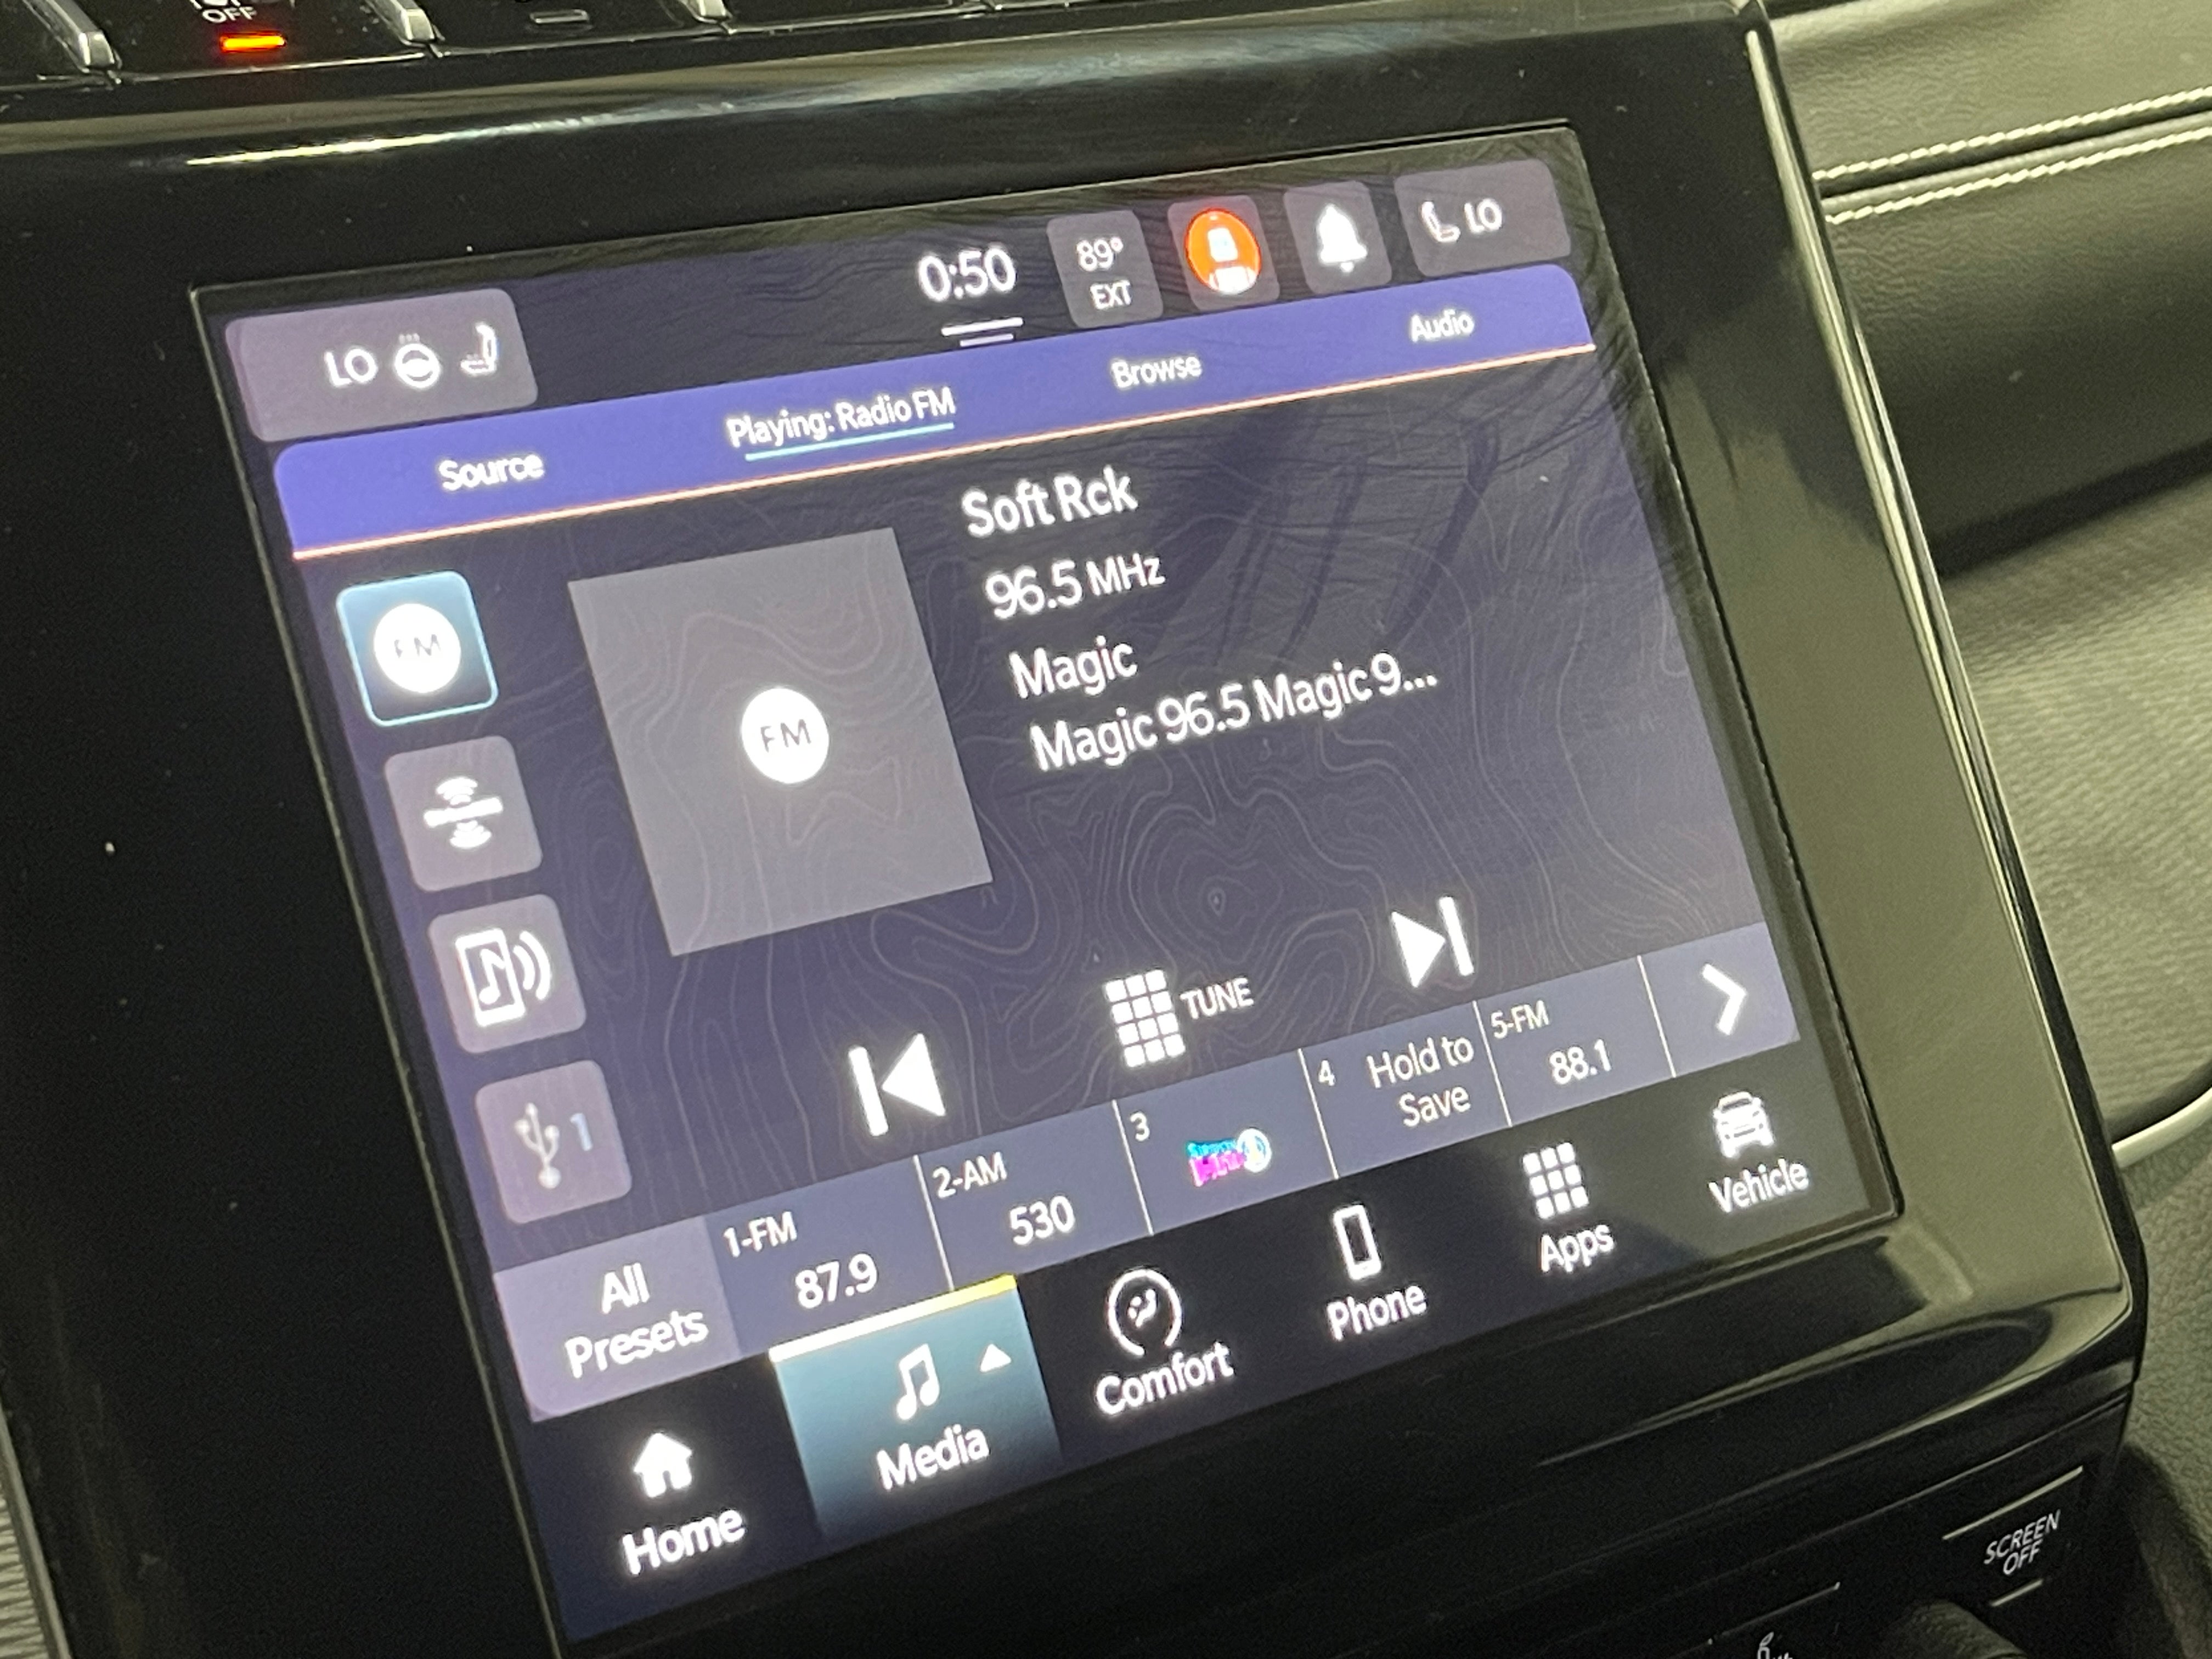 OFF
LO
0:50
89°
EXT
LO
Source
Playing: Radio FM
Browse
Audio
Soft Rck
96.5 MHz
Magic
Magic 96.5 Magic 9...
FM
FM
1
TUNE
All
Presets
1-FM
87.9
2-AM
530
3
4
Hold to
Save
5-FM
88.1
Home
Media
Comfort
Phone
Apps
Vehicle
SCREEN
OFF